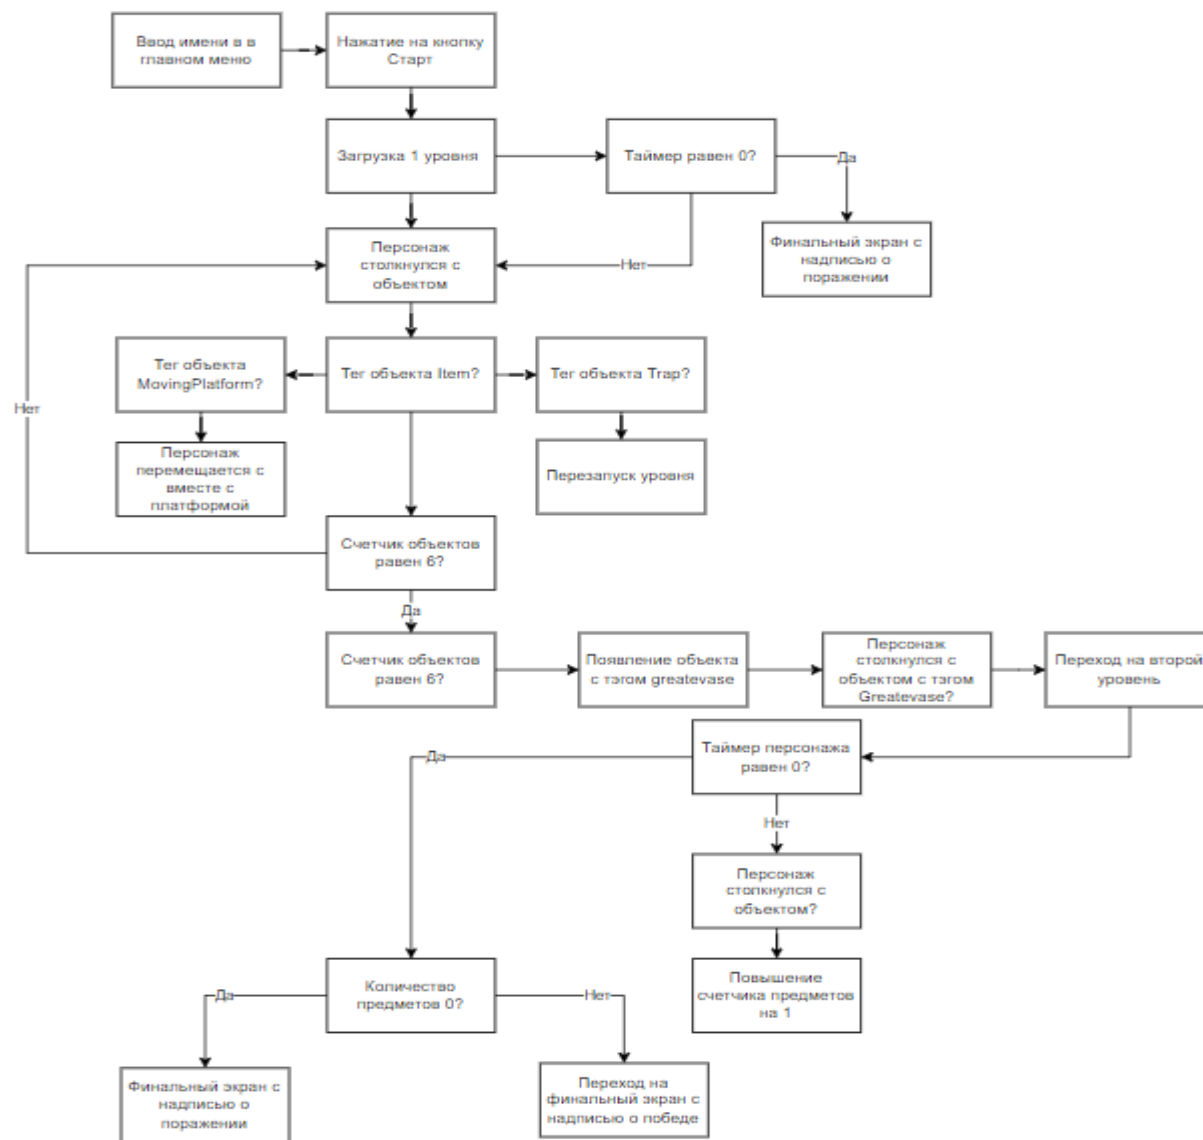 Ввод имени в в
главном меню
Нажатие на кнопку
Старт
Загрузка 1 уровня
Таймер равен 0?
Да
Финальный экран с
надписью о
поражении
Персонаж
столкнулся с
объектом
Нет
Тег объекта
MovingPlatform?
Тег объекта Item?
Тег объекта Trap?
Нет
Персонаж
перемещается с
вместе с
платформой
Перезапуск уровня
Счетчик объектов
равен 6?
Да
Счетчик объектов
равен 6?
Появление объекта
с тэгом greatevase
Персонаж
столкнулся с
объектом с тэгом
Greatevase?
Переход на второй
уровень
Таймер персонажа
равен 0?
Да
Нет
Персонаж
столкнулся с
объектом?
Повышение
счетчика предметов
на 1
Количество
предметов 0?
Да
Нет
Финальный экран с
надписью о
поражении
Переход на
финальный экран с
надписью о победе